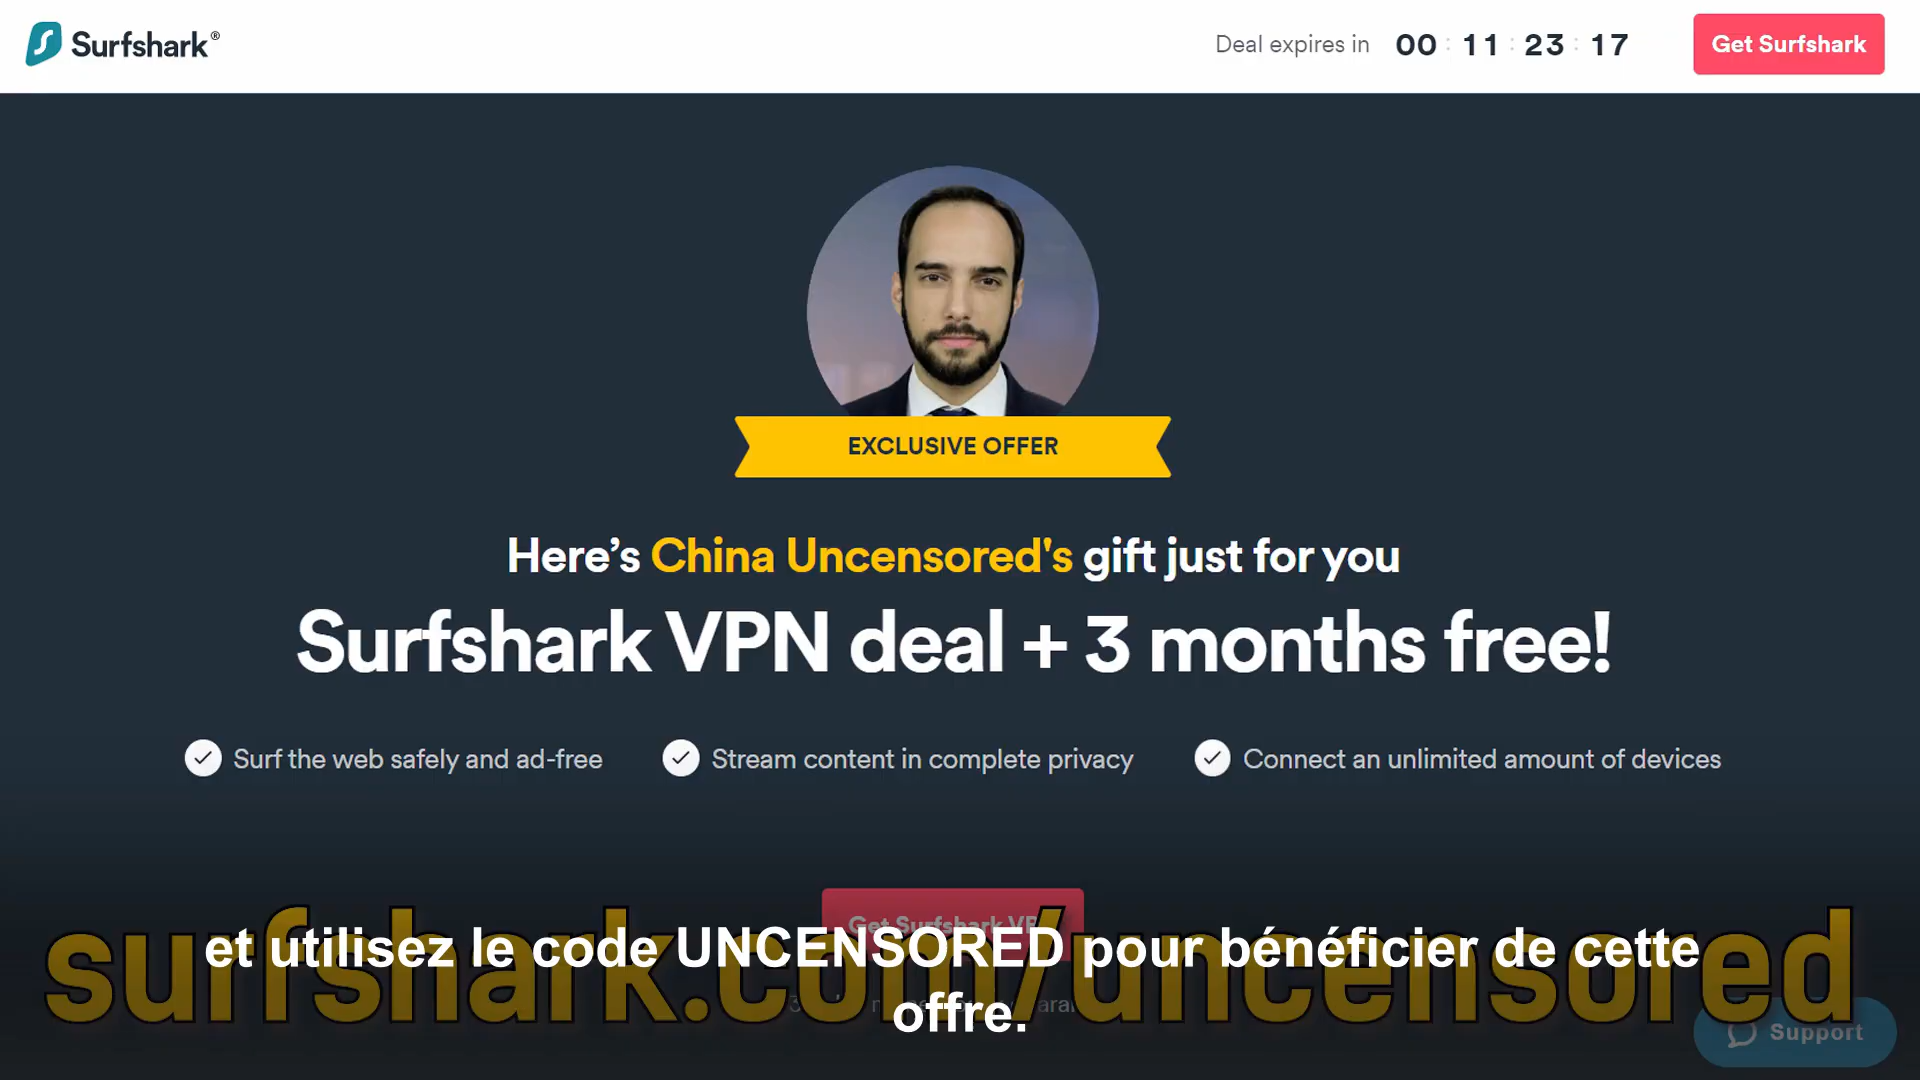 Surfshark®
Deal expires in 00 : 11 : 23 : 17
Get Surfshark
EXCLUSIVE OFFER
Here’s China Uncensored's gift just for you
Surfshark VPN deal + 3 months free!
Surf the web safely and ad-free
Stream content in complete privacy
Connect an unlimited amount of devices
Get Surfshark
surfshark.com/uncensored
et utilisez le code UNCENSORED pour bénéficier de cette
offre.
Support